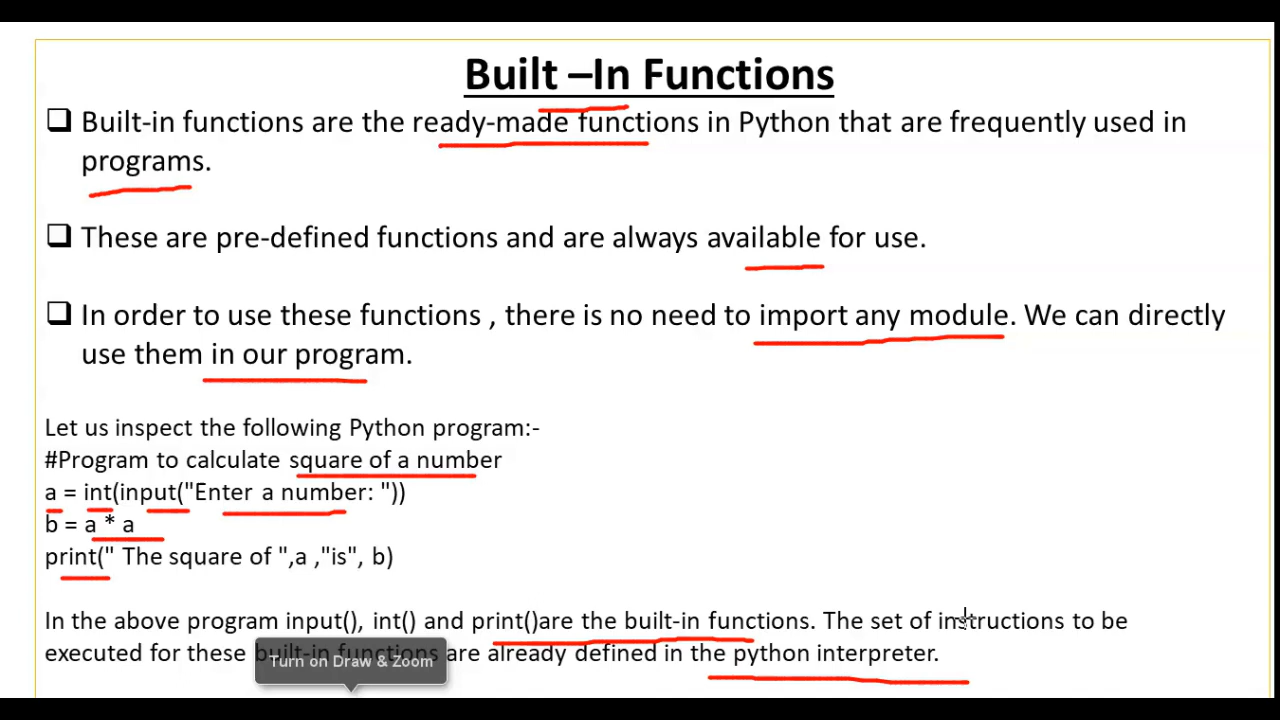 Built –In Functions
Built-in functions are the ready-made functions in Python that are frequently used in
programs.
These are pre-defined functions and are always available for use.
In order to use these functions , there is no need to import any module. We can directly
use them in our program.
Let us inspect the following Python program:-
#Program to calculate square of a number
a = int(input("Enter a number: "))
b = a * a
print(" The square of ",a ,"is", b)
In the above program input(), int() and print()are the built-in functions. The set of instructions to be
executed for these built-in functions are already defined in the python interpreter.
Turn on Draw & Zoom